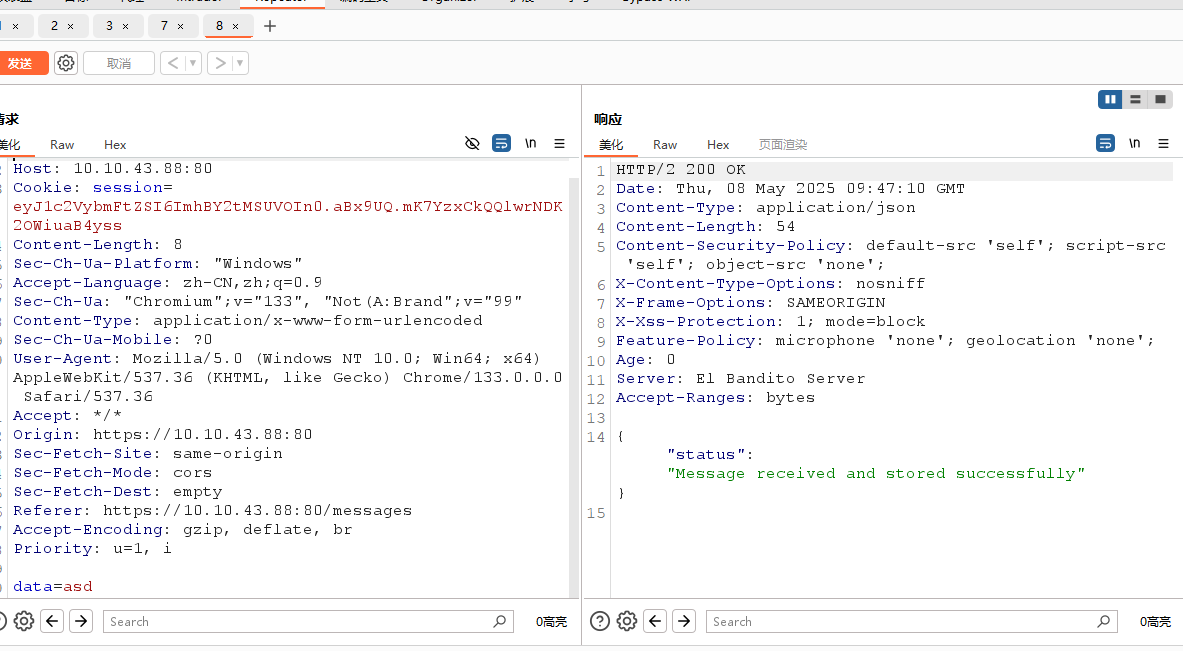 Repeater
Organizer
2 ×
3 ×
7 ×
8 × +
发送
取消
< ▾
> ▾
请求
美化 Raw Hex
\n
Host: 10.10.43.88:80
Cookie: session=
eyJ1c2VybmFtZSI6ImhBY2tMSUVOIn0.aBx9UQ.mK7YzxCkQQlwrNDK
2OWiuaB4yss
Content-Length: 8
Sec-Ch-Ua-Platform: "Windows"
Accept-Language: zh-CN,zh;q=0.9
Sec-Ch-Ua: "Chromium";v="133", "Not(A:Brand";v="99"
Content-Type: application/x-www-form-urlencoded
Sec-Ch-Ua-Mobile: ?0
User-Agent: Mozilla/5.0 (Windows NT 10.0; Win64; x64)
AppleWebKit/537.36 (KHTML, like Gecko) Chrome/133.0.0.0
Safari/537.36
Accept: */*
Origin: https://10.10.43.88:80
Sec-Fetch-Site: same-origin
Sec-Fetch-Mode: cors
Sec-Fetch-Dest: empty
Referer: https://10.10.43.88:80/messages
Accept-Encoding: gzip, deflate, br
Priority: u=1, i
data=asd
Search
0高亮
响应
美化 Raw Hex 页面渲染
\n
1 HTTP/2 200 OK
2 Date: Thu, 08 May 2025 09:47:10 GMT
3 Content-Type: application/json
4 Content-Length: 54
5 Content-Security-Policy: default-src 'self'; script-src
'self'; object-src 'none';
6 X-Content-Type-Options: nosniff
7 X-Frame-Options: SAMEORIGIN
8 X-Xss-Protection: 1; mode=block
9 Feature-Policy: microphone 'none'; geolocation 'none';
10 Age: 0
11 Server: El Bandito Server
12 Accept-Ranges: bytes
13
14 {
"status":
"Message received and stored successfully"
}
15
Search
0高亮